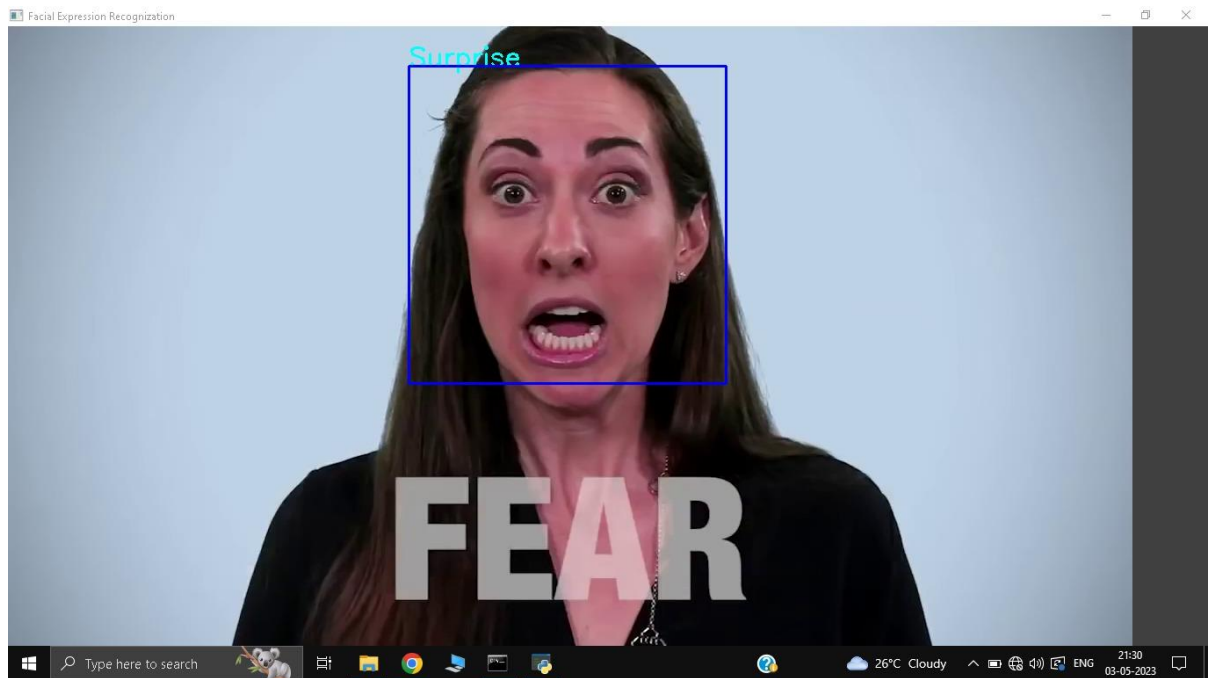 Facial Expression Recognization
Surprise
FEAR
Type here to search
26°C Cloudy
ENG
21:30
03-05-2023